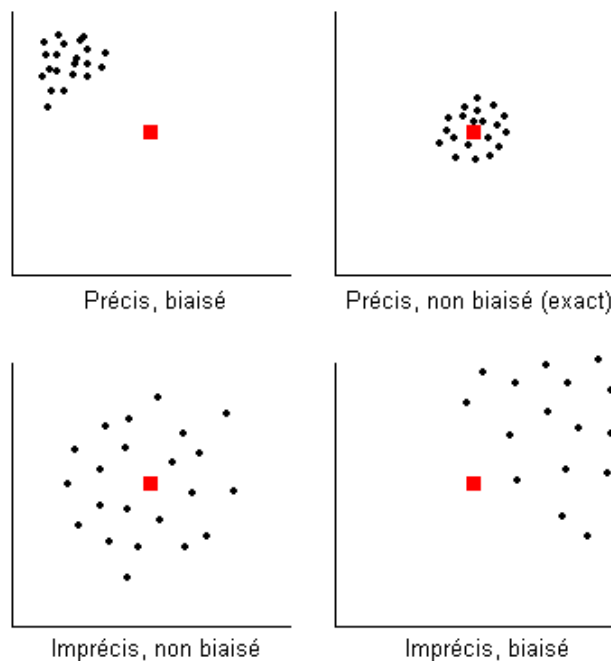 Précis, biaisé
Précis, non biaisé (exact)
Imprécis, non biaisé
Imprécis, biaisé